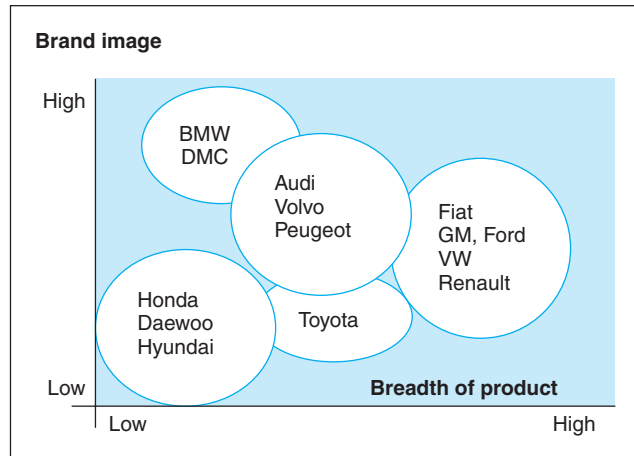 Brand image
High
BMW
DMC
Audi
Volvo
Peugeot
Fiat
GM, Ford
VW
Renault
Honda
Daewoo
Hyundai
Toyota
Low
Breadth of product
Low
High